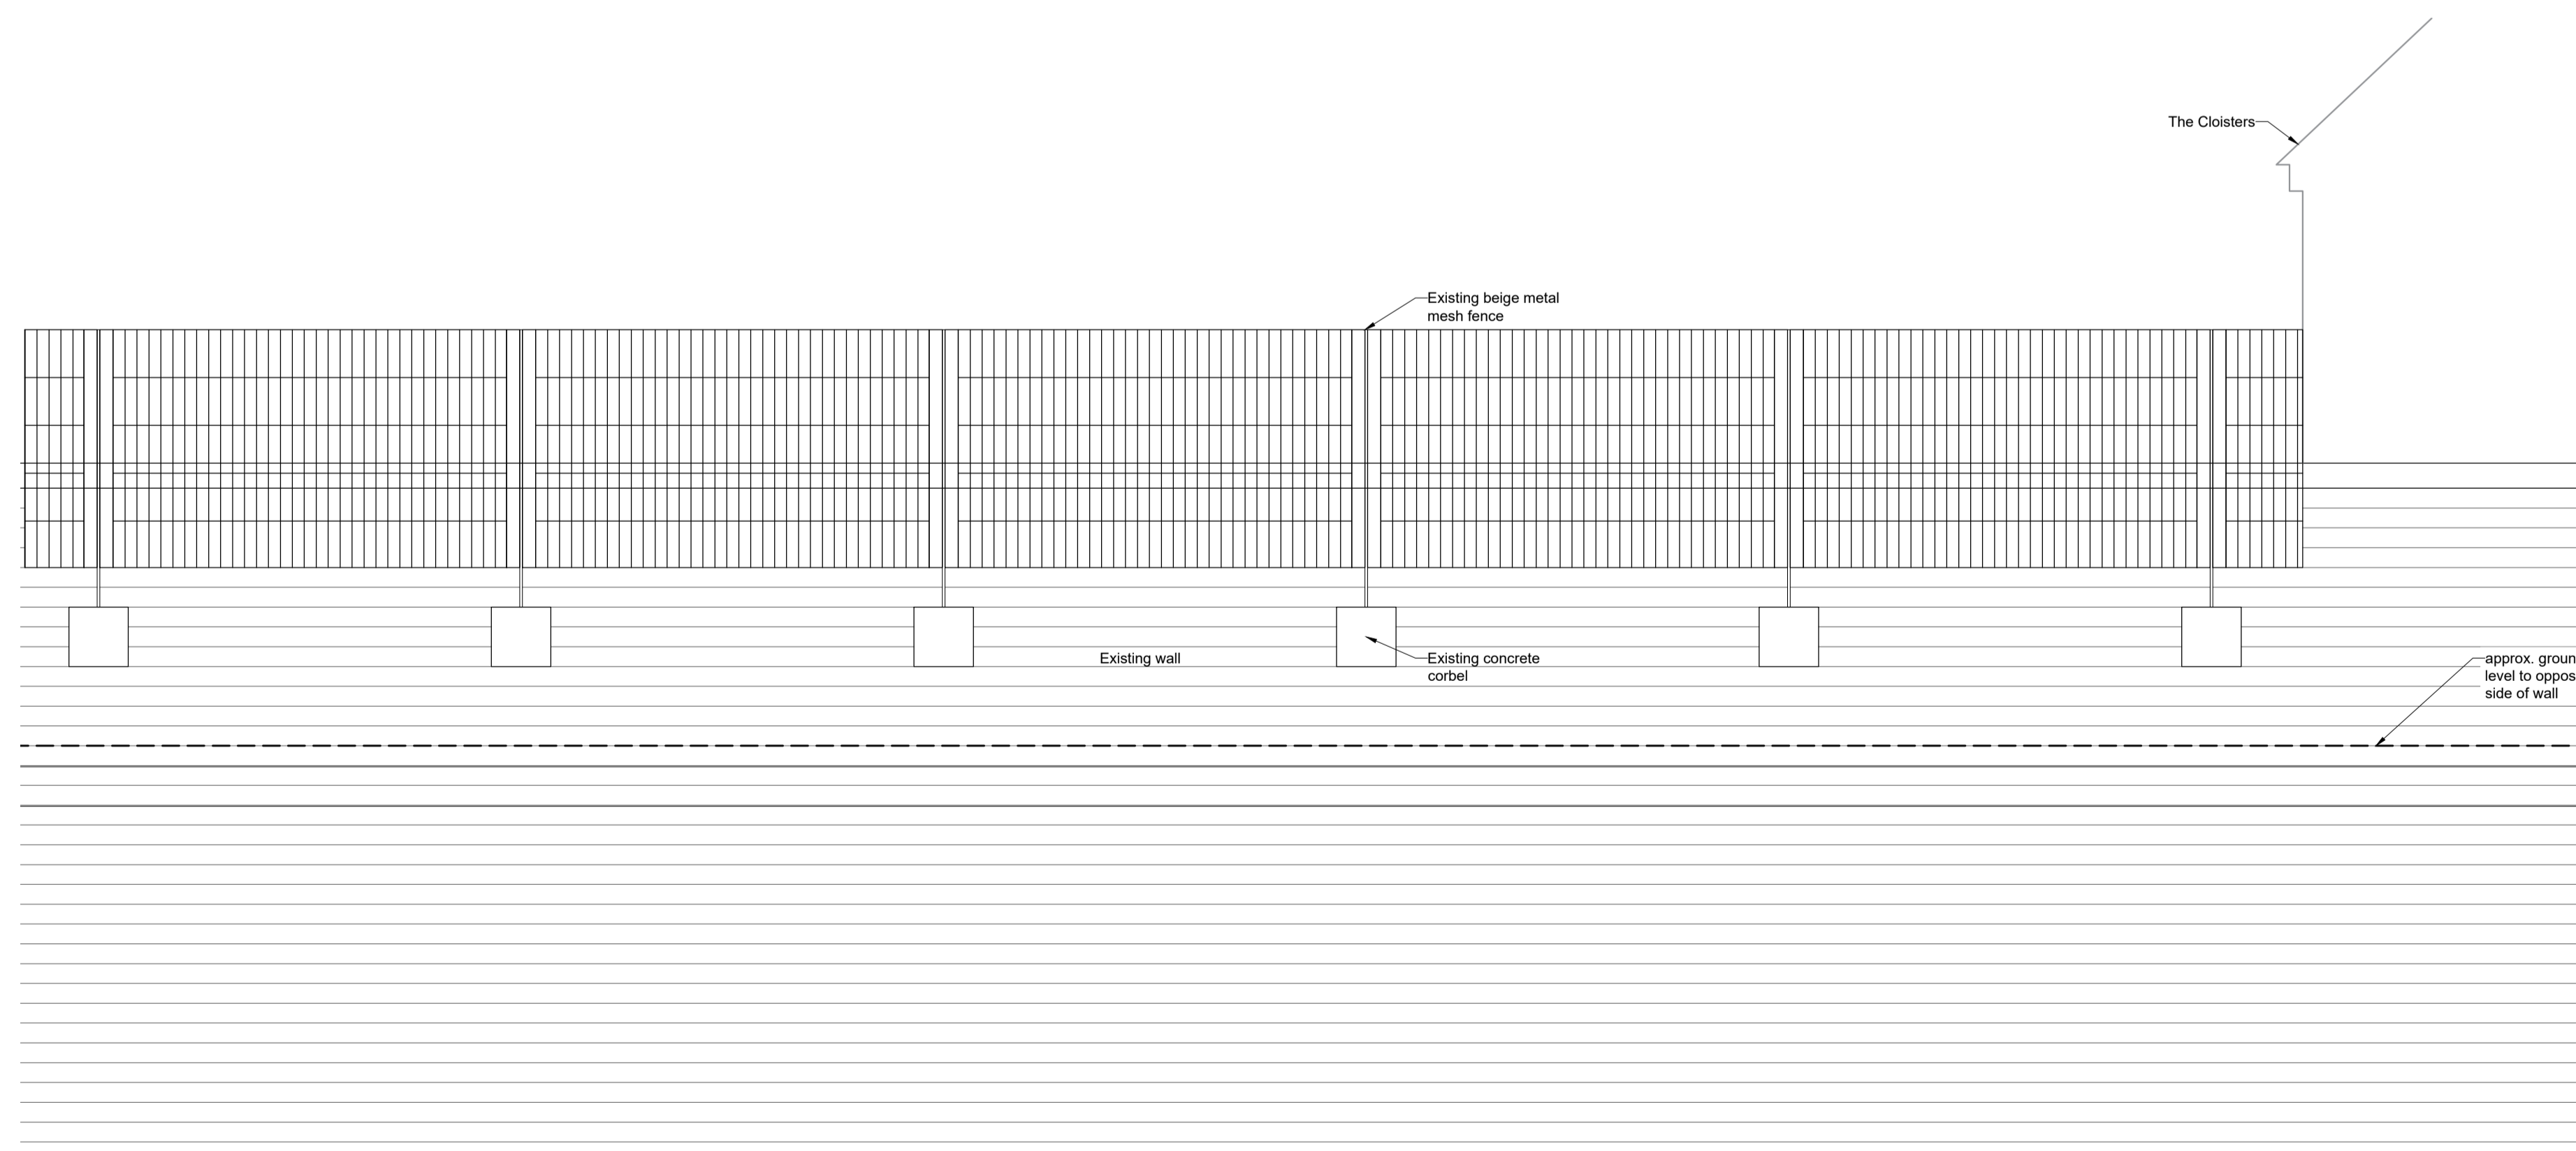 The Cloisters
Existing beige metal
mesh fence
Existing wall
Existing concrete
corbel
approx. groun
level to oppos
side of wall